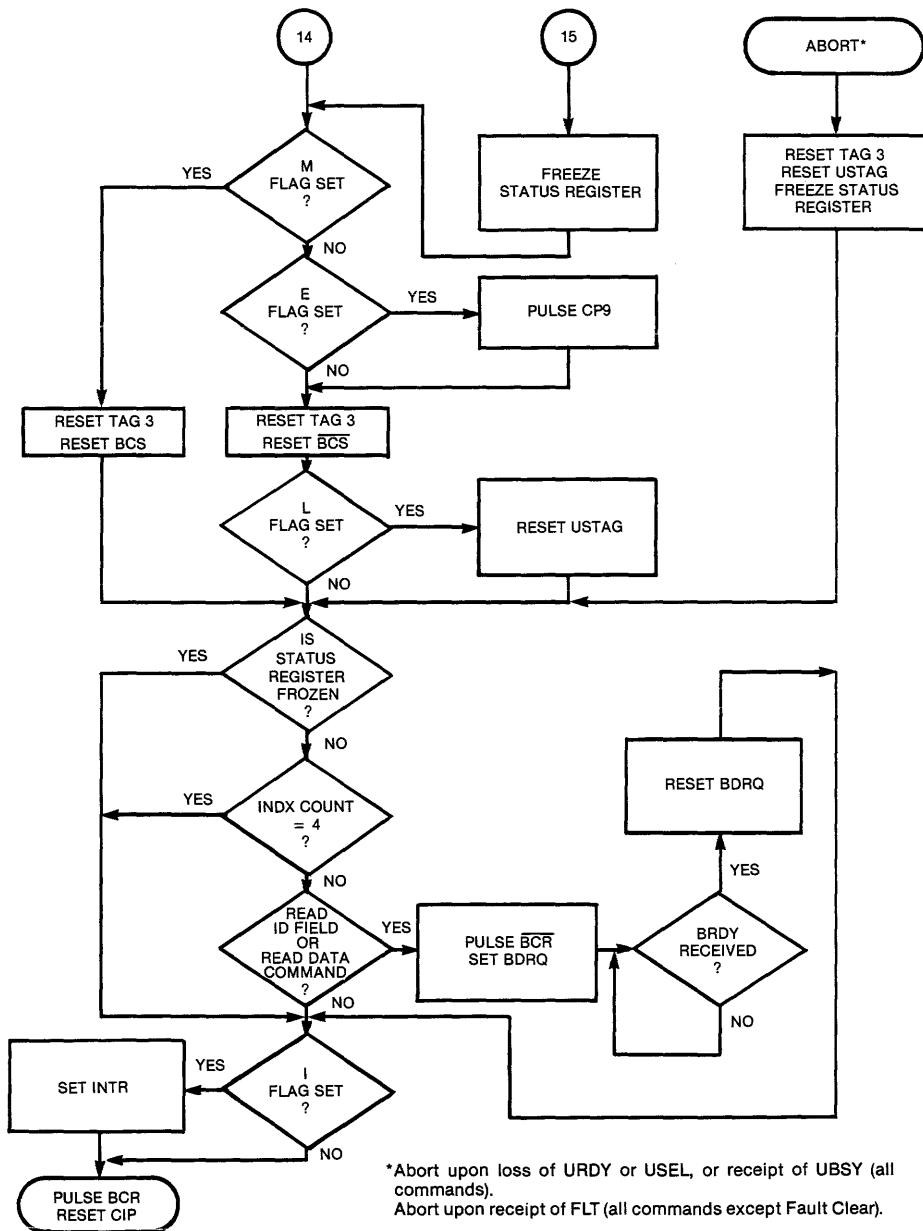 14
15
ABORT*
M
FLAG SET
?
YES
NO
FREEZE
STATUS REGISTER
RESET TAG 3
RESET USTAG
FREEZE STATUS
REGISTER
E
FLAG SET
?
YES
NO
PULSE CP9
RESET TAG 3
RESET BCS
RESET TAG 3
RESET B̅C̅S̅
L
FLAG SET
?
YES
NO
RESET USTAG
IS
STATUS
REGISTER
FROZEN
?
YES
NO
INDX COUNT
= 4
?
YES
NO
RESET BDRQ
YES
READ
ID FIELD
OR
READ DATA
COMMAND
?
YES
NO
PULSE B̅C̅R̅
SET BDRQ
BRDY
RECEIVED
?
NO
I
FLAG SET
?
YES
NO
SET INTR
PULSE BCR
RESET CIP
*Abort upon loss of URDY or USEL, or receipt of UBSY (all
commands).
Abort upon receipt of FLT (all commands except Fault Clear).